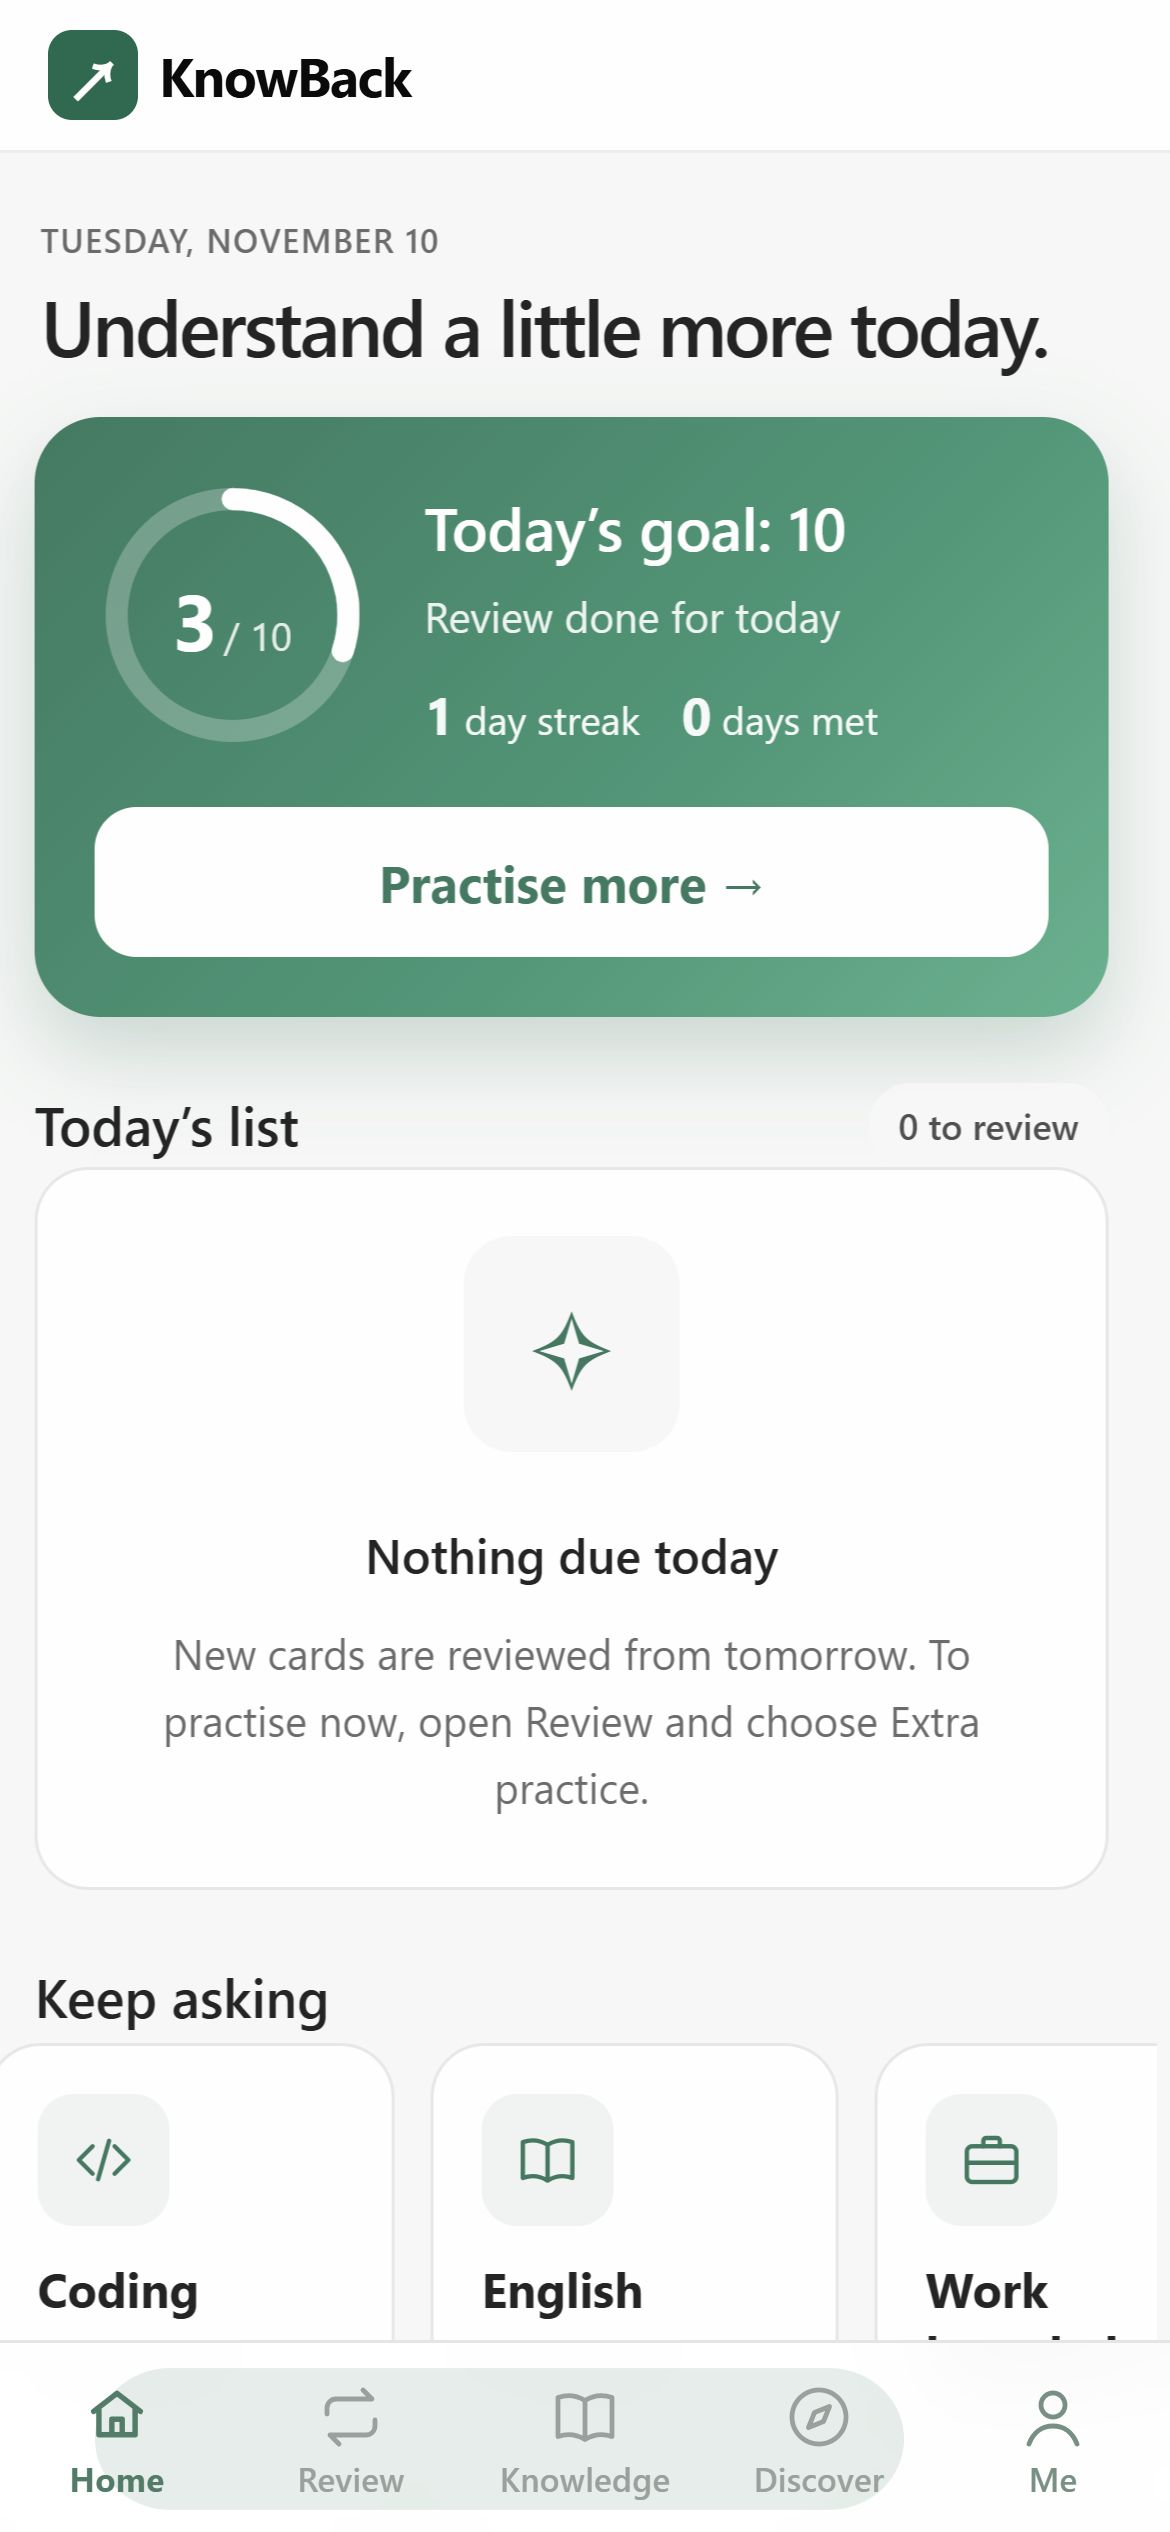 KnowBack
TUESDAY, NOVEMBER 10
Understand a little more today.
3 / 10
Today’s goal: 10
Review done for today
1 day streak 0 days met
Practise more →
Today’s list
0 to review
Nothing due today
New cards are reviewed from tomorrow. To
practise now, open Review and choose Extra
practice.
Keep asking
Coding
English
Work
Home
Review
Knowledge
Discover
Me